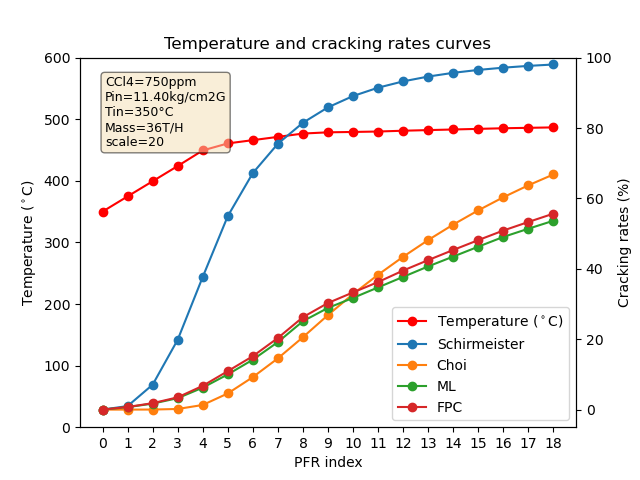 Temperature and cracking rates curves
600
500
400
300
200
100
0
Temperature (°C)
CCl4=750ppm
Pin=11.40kg/cm2G
Tin=350°C
Mass=36T/H
scale=20
100
80
60
40
20
0
Cracking rates (%)
Temperature (°C)
Schirmeister
Choi
ML
FPC
0 1 2 3 4 5 6 7 8 9 10 11 12 13 14 15 16 17 18
PFR index